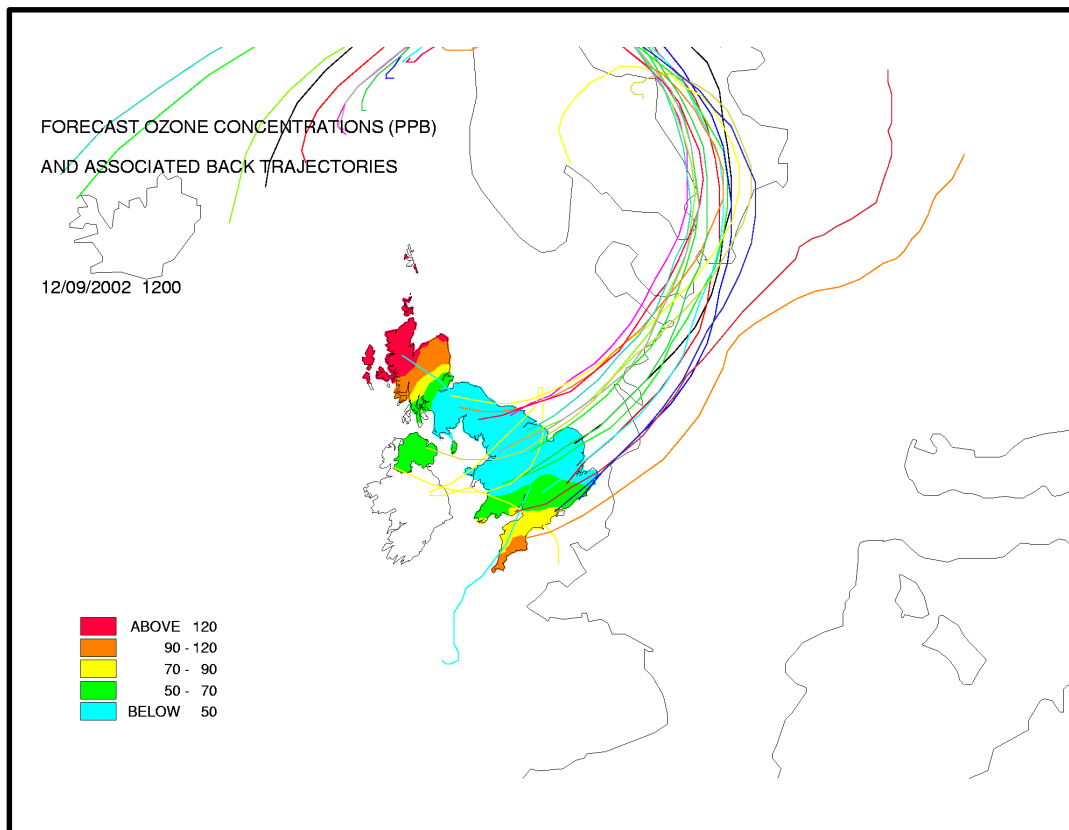 FORECAST OZONE CONCENTRATIONS (PPB)
AND ASSOCIATED BACK TRAJECTORIES
12/09/2002 1200
ABOVE 120
90 - 120
70 - 90
50 - 70
BELOW 50